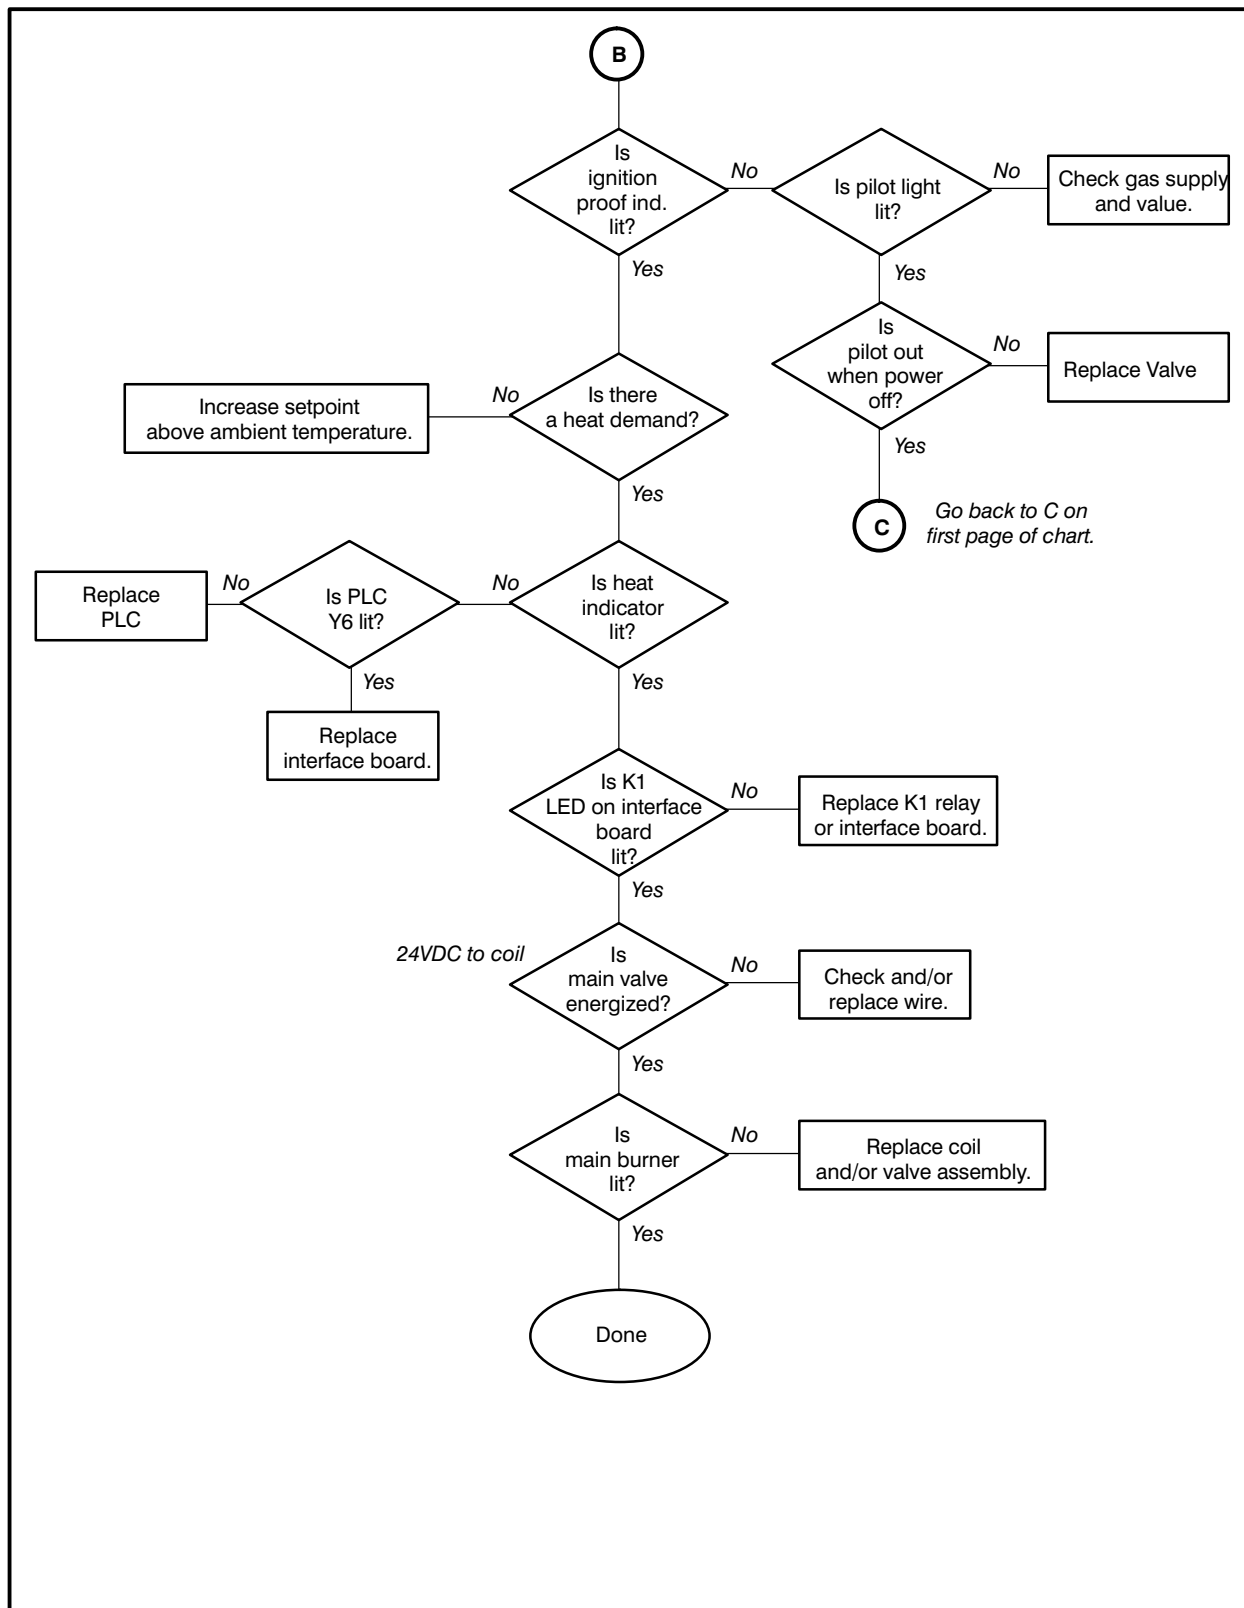 B
Is
ignition
proof ind.
lit?
No
Is pilot light
lit?
No
Check gas supply
and value.
Yes
Yes
Is
pilot out
when power
off?
No
Replace Valve
Yes
C
Go back to C on
first page of chart.
Is there
a heat demand?
No
Increase setpoint
above ambient temperature.
Yes
Is heat
indicator
lit?
No
Is PLC
Y6 lit?
No
Replace
PLC
Yes
Replace
interface board.
Yes
Is K1
LED on interface
board
lit?
No
Replace K1 relay
or interface board.
Yes
24VDC to coil
Is
main valve
energized?
No
Check and/or
replace wire.
Yes
Is
main burner
lit?
No
Replace coil
and/or valve assembly.
Yes
Done